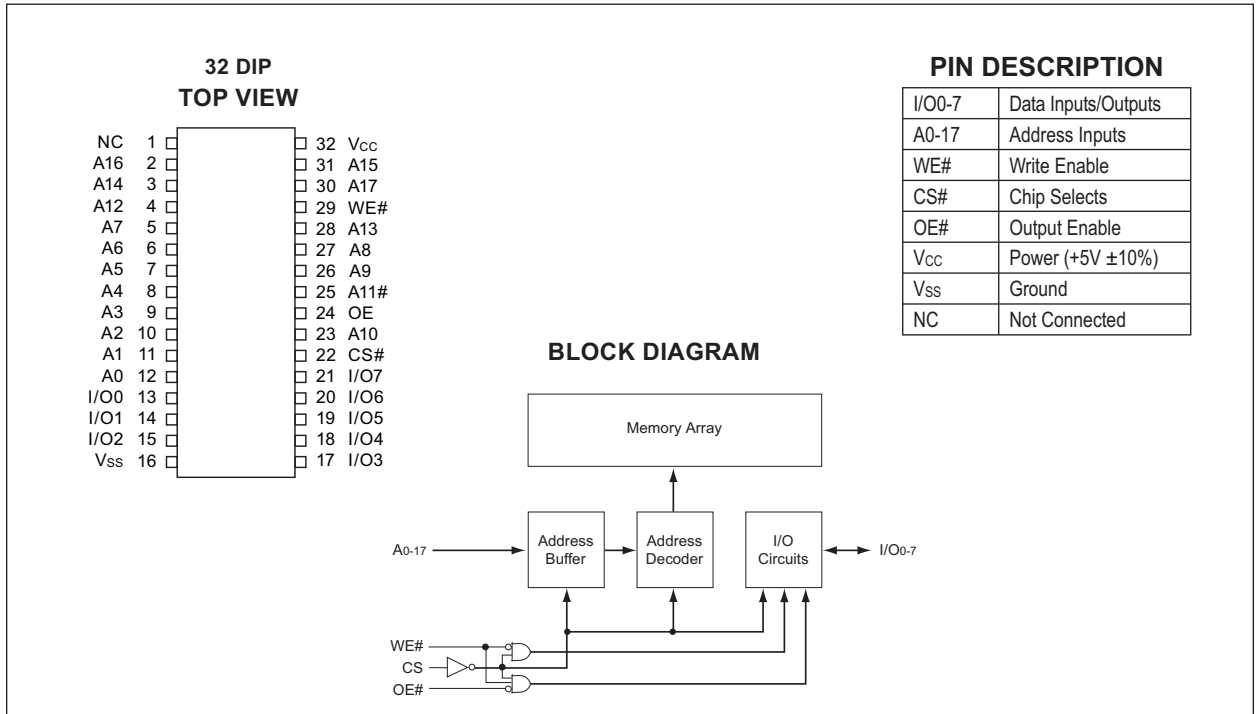 32 DIP
TOP VIEW
NC 1
A16 2
A14 3
A12 4
A7 5
A6 6
A5 7
A4 8
A3 9
A2 10
A1 11
A0 12
I/O0 13
I/O1 14
I/O2 15
Vss 16
32 Vcc
31 A15
30 A17
29 WE#
28 A13
27 A8
26 A9
25 A11#
24 OE
23 A10
22 CS#
21 I/O7
20 I/O6
19 I/O5
18 I/O4
17 I/O3
PIN DESCRIPTION
I/O0-7 Data Inputs/Outputs
A0-17 Address Inputs
WE# Write Enable
CS# Chip Selects
OE# Output Enable
Vcc Power (+5V ±10%)
Vss Ground
NC Not Connected
BLOCK DIAGRAM
Memory Array
A0-17
Address
Buffer
Address
Decoder
I/O
Circuits
I/O0-7
WE#
CS
OE#